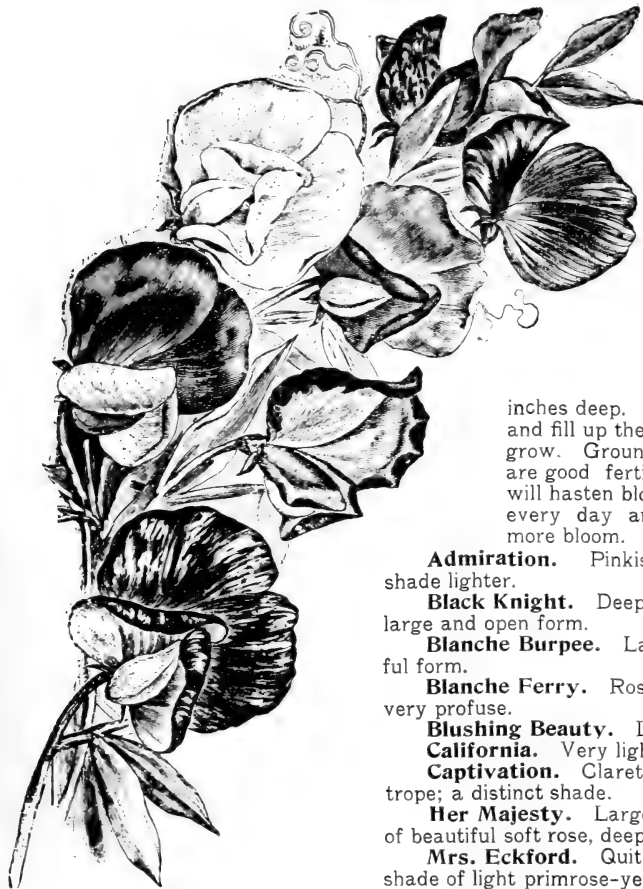 inches deep.
and fill up the
grow. Groun
are good ferti
will hasten blo
every day a
more bloom.
Admiration. Pinkis
shade lighter.
Black Knight. Deep
large and open form.
Blanche Burpee. La
ful form.
Blanche Ferry. Ros
very profuse.
Blushing Beauty. L
California. Very ligh
Captivation. Claret
trope; a distinct shade.
Her Majesty. Large
of beautiful soft rose, deep
Mrs. Eckford. Quit
shade of light primrose-ye